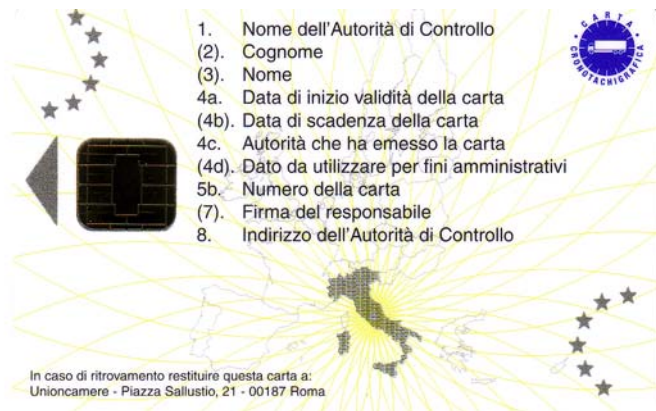 1. Nome dell'Autorità di Controllo
(2). Cognome
(3). Nome
4a. Data di inizio validità della carta
(4b). Data di scadenza della carta
4c. Autorità che ha emesso la carta
(4d). Dato da utilizzare per fini amministrativi
5b. Numero della carta
(7). Firma del responsabile
8. Indirizzo dell'Autorità di Controllo
CARTA
CRONOTACHIGRAFICA
In caso di ritrovamento restituire questa carta a:
Unioncamere - Piazza Sallustio, 21 - 00187 Roma